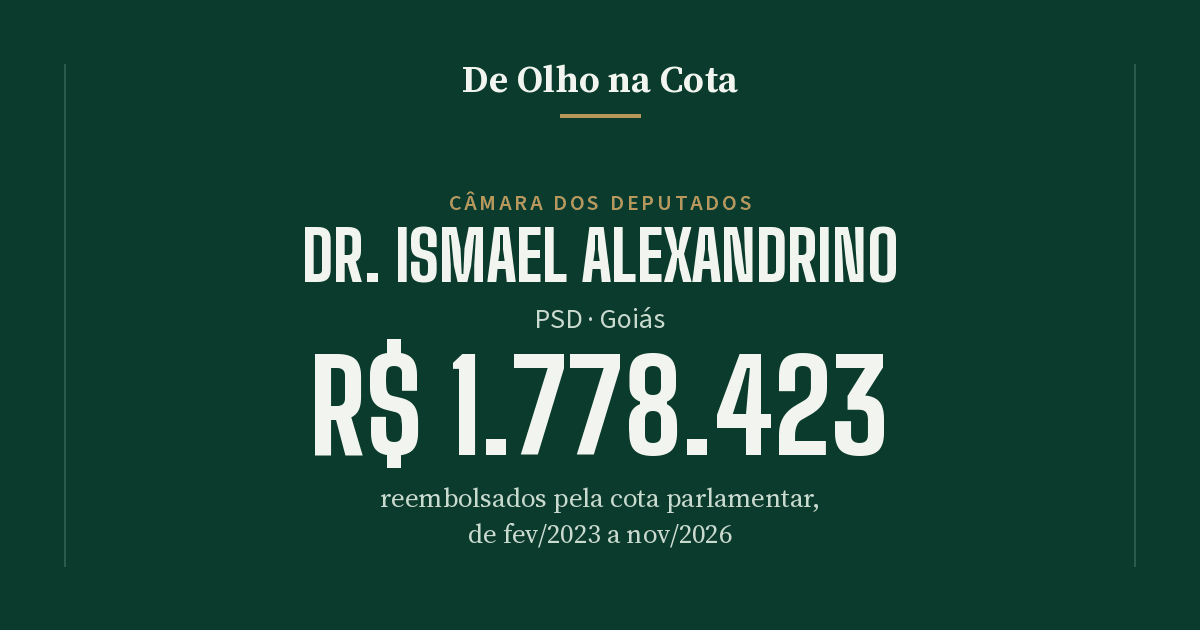 De Olho na Cota
CÂMARA DOS DEPUTADOS
DR. ISMAEL ALEXANDRINO
PSD · Goiás
R$ 1.778.423
reembolsados pela cota parlamentar,
de fev/2023 a nov/2026